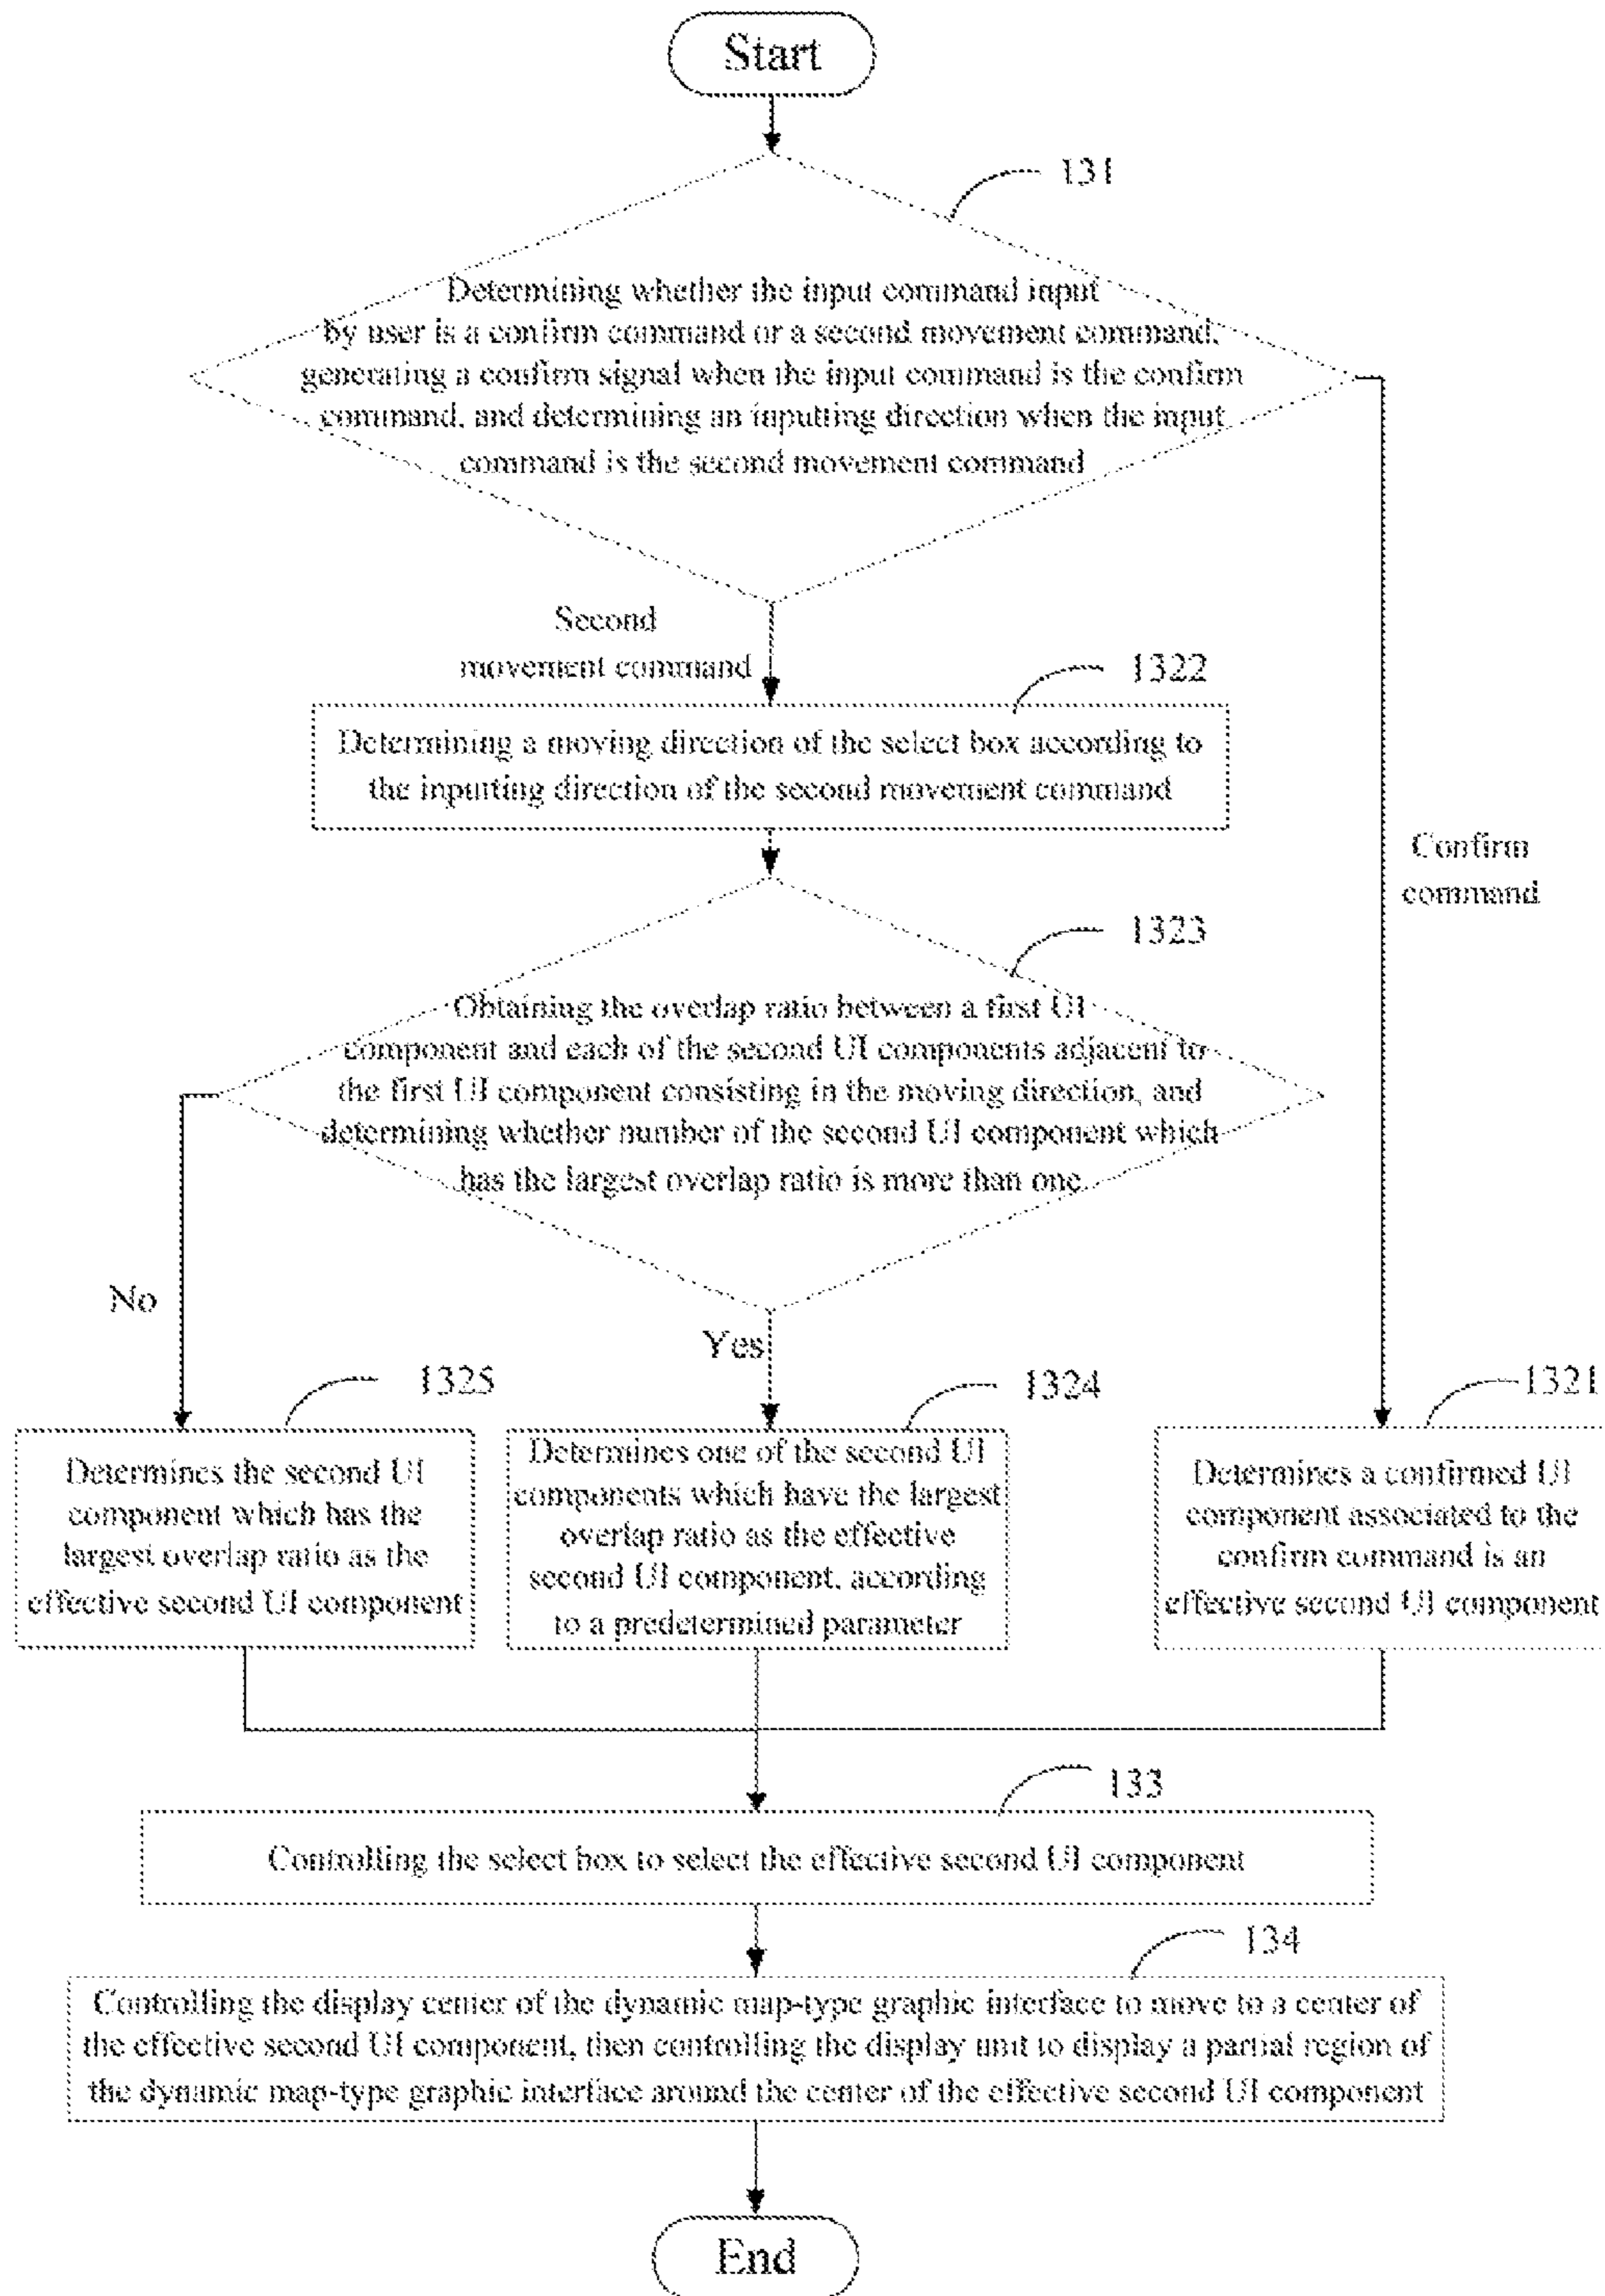 Start
131
Determining whether the input command input
by user is a confirm command or a second movement command,
generating a confirm signal when the input command is the confirm
command, and determining an inputting direction when the input
command is the second movement command
Second
movement command
1322
Determining a moving direction of the select box according to
the inputting direction of the second movement command
Confirm
command
1323
Obtaining the overlap ratio between a first UI
component and each of the second UI components adjacent to
the first UI component consisting in the moving direction, and
determining whether number of the second UI component which
has the largest overlap ratio is more than one
No
Yes
1325
Determines the second UI
component which has the
largest overlap ratio as the
effective second UI component
1324
Determines one of the second UI
components which have the largest
overlap ratio as the effective
second UI component, according
to a predetermined parameter
1321
Determines a confirmed UI
component associated to the
confirm command is an
effective second UI component
133
Controlling the select box to select the effective second UI component
134
Controlling the display center of the dynamic map-type graphic interface to move to a center of
the effective second UI component, then controlling the display unit to display a partial region of
the dynamic map-type graphic interface around the center of the effective second UI component
End